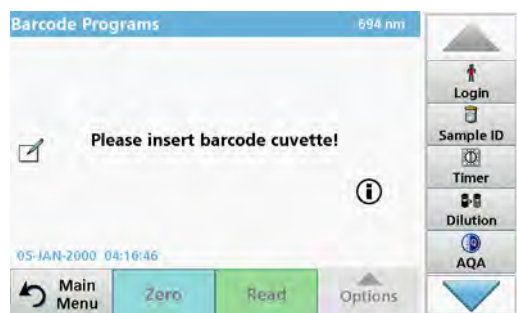 Barcode Programs 694 nm
Please insert barcode cuvette!
05-JAN-2000 04:16:46
Main Menu
Zero
Read
Options
Login
Sample ID
Timer
Dilution
AQA